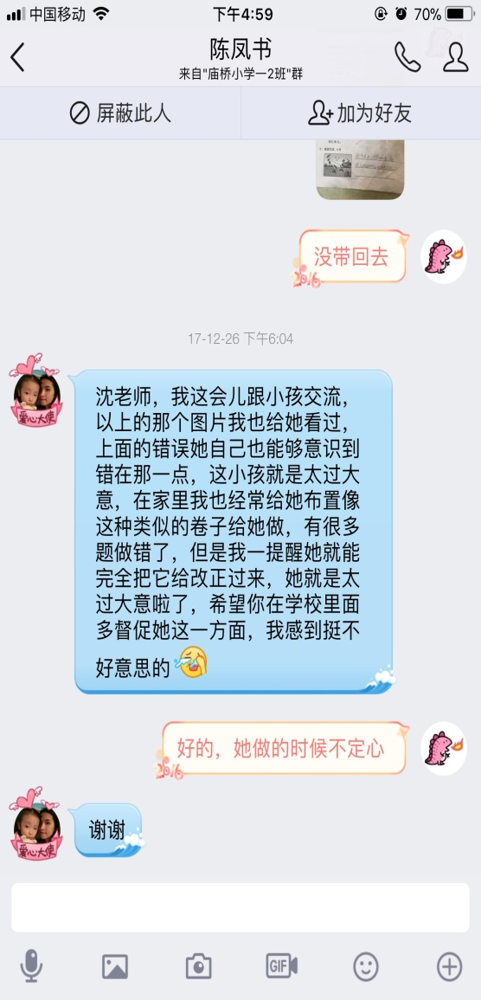 中国移动
下午4:59
70%
陈凤书
来自"庙桥小学一2班"群
屏蔽此人
加为好友
没带回去
17-12-26 下午6:04
爱心大使
沈老师，我这会儿跟小孩交流，
以上的那个图片我也给她看过，
上面的错误她自己也能够意识到
错在那一点，这小孩就是太过大
意，在家里我也经常给她布置像
这种类似的卷子给她做，有很多
题做错了，但是我一提醒她就能
完全把它给改正过来，她就是太
过大意啦了，希望你在学校里面
多督促她这一方面，我感到挺不
好意思的
好的，她做的时候不定心
爱心大使
谢谢
GIF